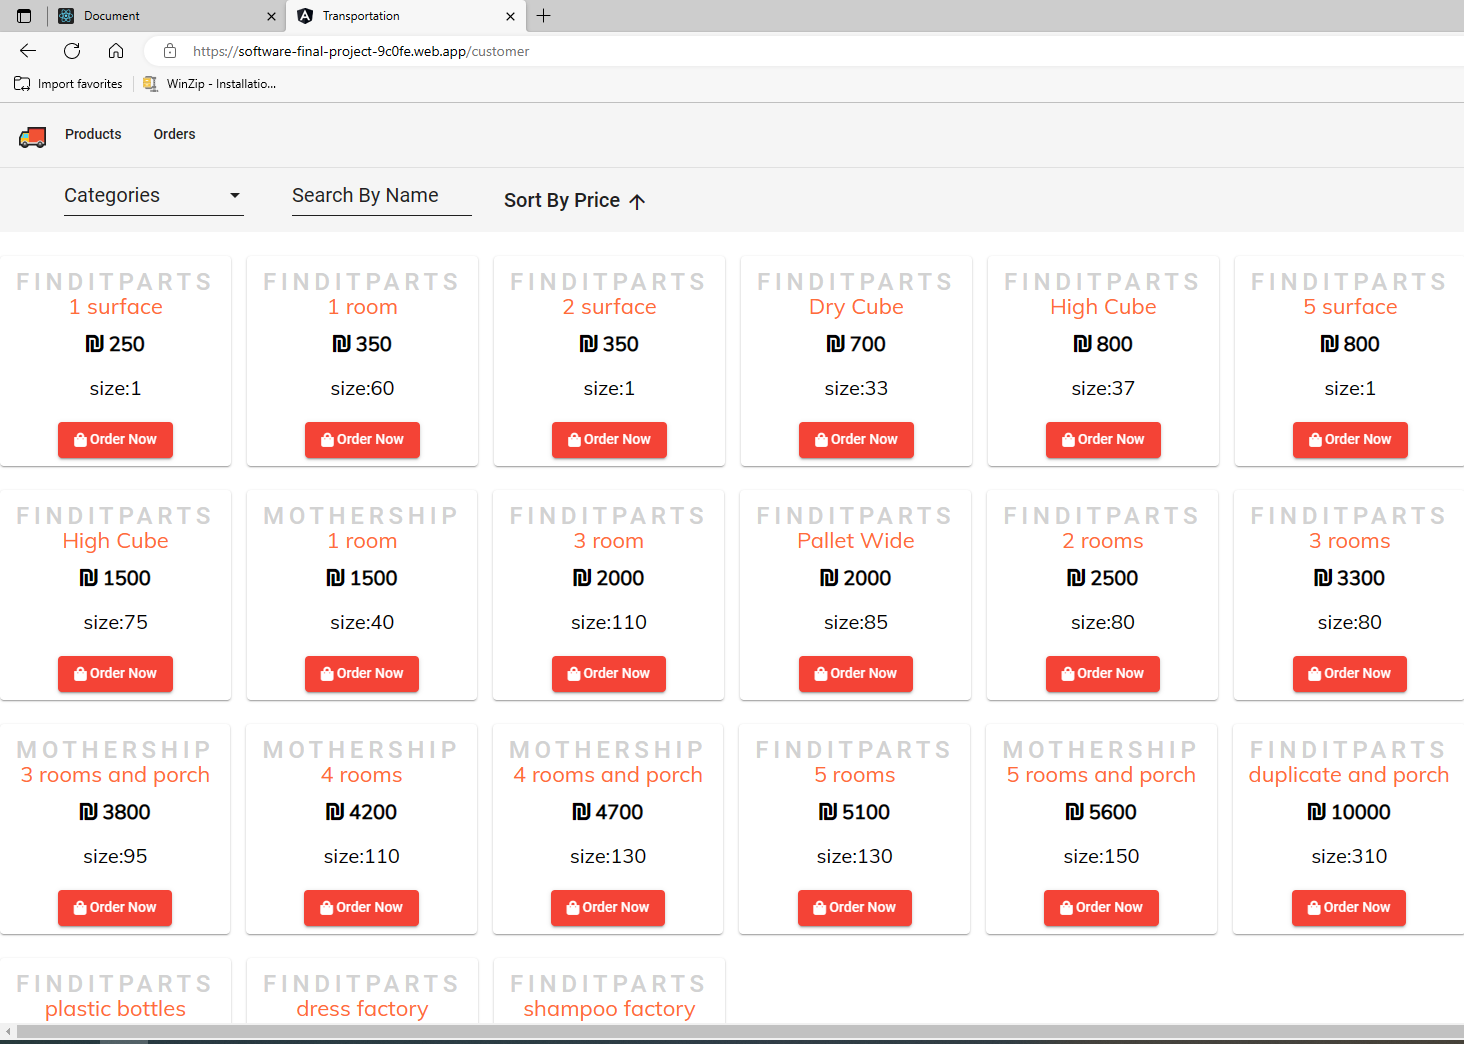 Document
Transportation
https://software-final-project-9c0fe.web.app/customer
Import favorites
WinZip - Installatio...
Products
Orders
Categories
Search By Name
Sort By Price
FINDITPARTS
1 surface
₪ 250
size:1
Order Now
FINDITPARTS
1 room
₪ 350
size:60
Order Now
FINDITPARTS
2 surface
₪ 350
size:1
Order Now
FINDITPARTS
Dry Cube
₪ 700
size:33
Order Now
FINDITPARTS
High Cube
₪ 800
size:37
Order Now
FINDITPARTS
5 surface
₪ 800
size:1
Order Now
FINDITPARTS
High Cube
₪ 1500
size:75
Order Now
MOTHERSHIP
1 room
₪ 1500
size:40
Order Now
FINDITPARTS
3 room
₪ 2000
size:110
Order Now
FINDITPARTS
Pallet Wide
₪ 2000
size:85
Order Now
FINDITPARTS
2 rooms
₪ 2500
size:80
Order Now
FINDITPARTS
3 rooms
₪ 3300
size:80
Order Now
MOTHERSHIP
3 rooms and porch
₪ 3800
size:95
Order Now
MOTHERSHIP
4 rooms
₪ 4200
size:110
Order Now
MOTHERSHIP
4 rooms and porch
₪ 4700
size:130
Order Now
FINDITPARTS
5 rooms
₪ 5100
size:130
Order Now
MOTHERSHIP
5 rooms and porch
₪ 5600
size:150
Order Now
FINDITPARTS
duplicate and porch
₪ 10000
size:310
Order Now
FINDITPARTS
plastic bottles
FINDITPARTS
dress factory
FINDITPARTS
shampoo factory